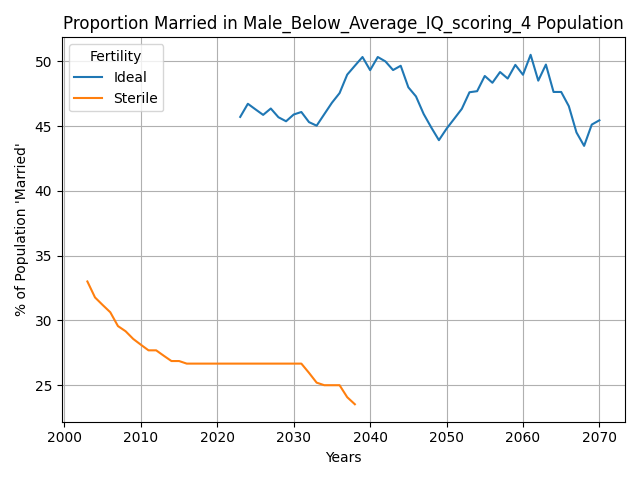 Proportion Married in Male_Below_Average_IQ_scoring_4 Population
Fertility
Ideal
Sterile
% of Population 'Married'
50
45
40
35
30
25
2000 2010 2020 2030 2040 2050 2060 2070
Years